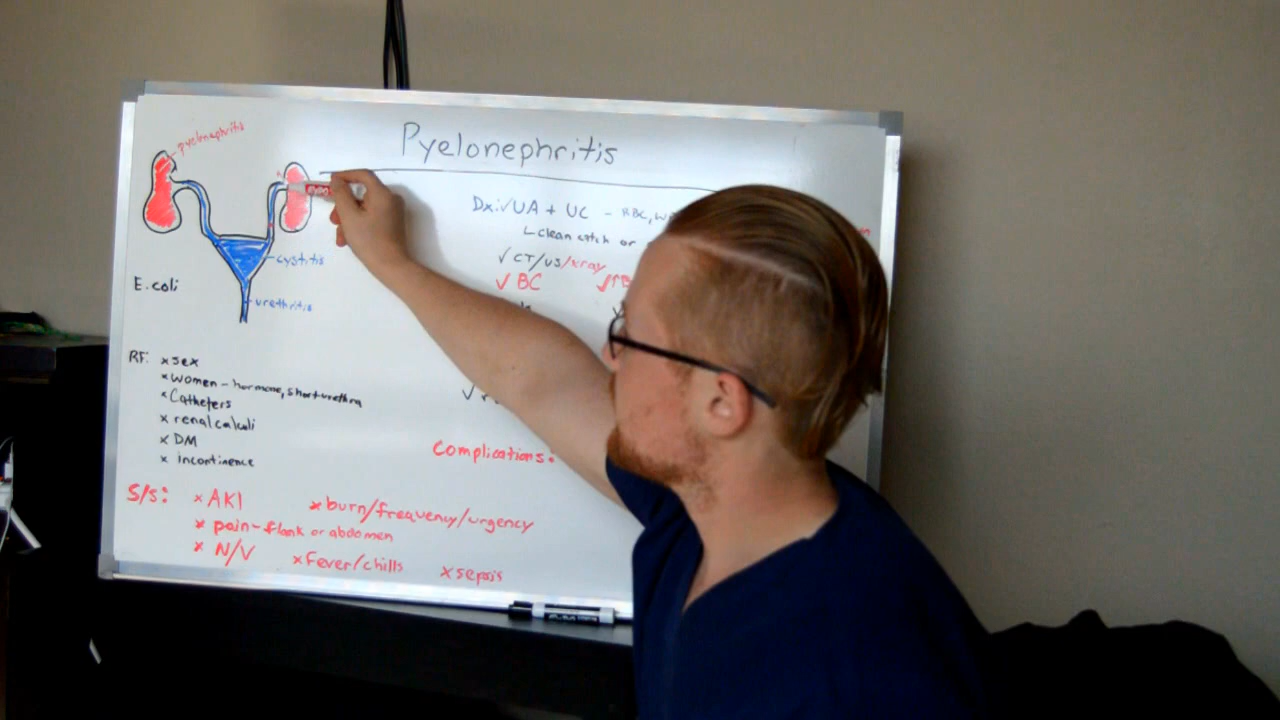 Pyelonephritis
pyelonephritis
cystitis
urethritis
E.coli
RF: x sex
x women - hormone, short urethra
x Catheters
x renal calculi
x DM
x incontinence
S/S: x AKI x burn/frequency/urgency
x pain - flank or abdomen
x N/V x fever/chills x sepsis
Dx: √ UA + UC - RBC, W
└ clean catch or
√ CT/US/xray
√ BC √↑B
Complications: